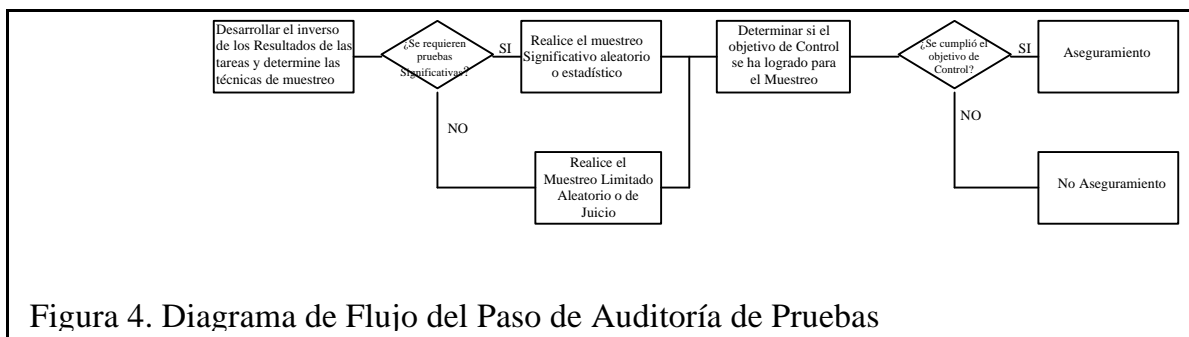 Desarrollar el inverso
de los Resultados de las
tareas y determine las
técnicas de muestreo
¿Se requieren
pruebas
Significativas?
SI
Realice el muestreo
Significativo aleatorio
o estadístico
NO
Realice el
Muestreo Limitado
Aleatorio o de
Juicio
Determinar si el
objetivo de Control
se ha logrado para
el Muestreo
¿Se cumplió el
objetivo de
Control?
SI
Aseguramiento
NO
No Aseguramiento
Figura 4. Diagrama de Flujo del Paso de Auditoría de Pruebas